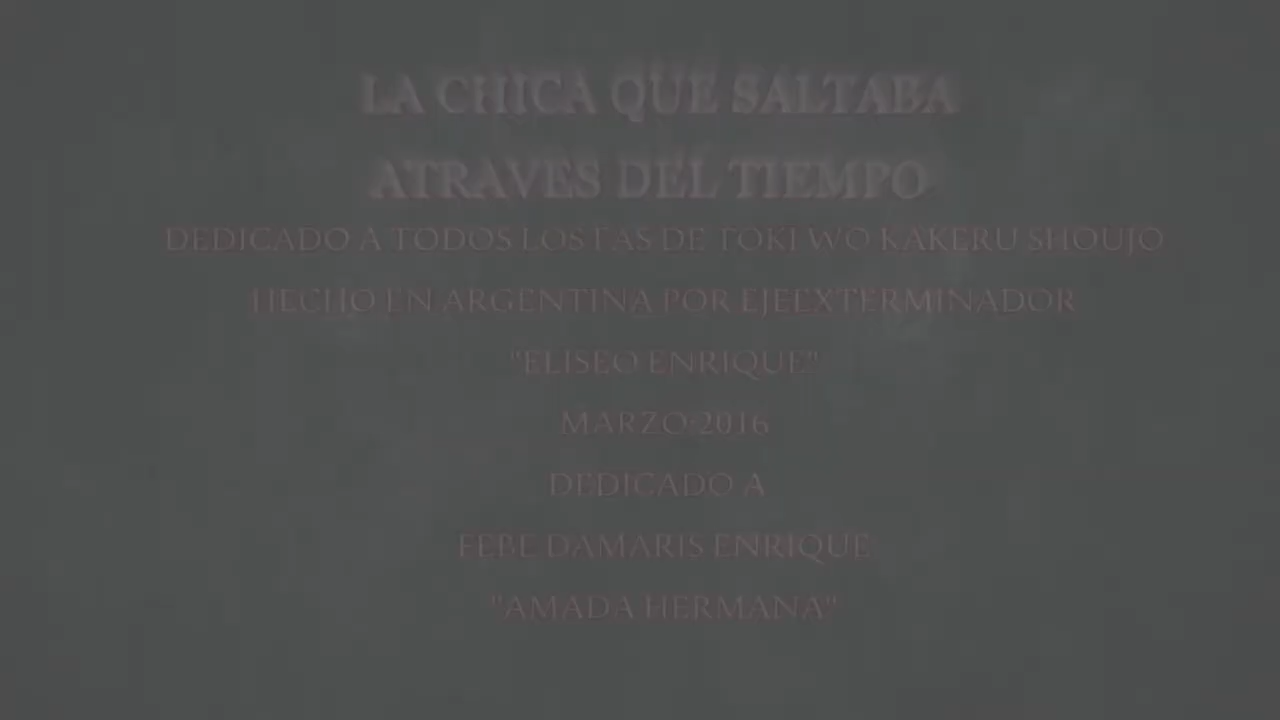 LA CHICA QUE SALTABA
ATRAVES DEL TIEMPO
DEDICADO A TODOS LOS FAS DE TOKI WO KAKERU SHOUJO
HECHO EN ARGENTINA POR EJEEXTERMINADOR
"ELISEO ENRIQUE"
MARZO 2016
DEDICADO A
FEBE DAMARIS ENRIQUE
"AMADA HERMANA"